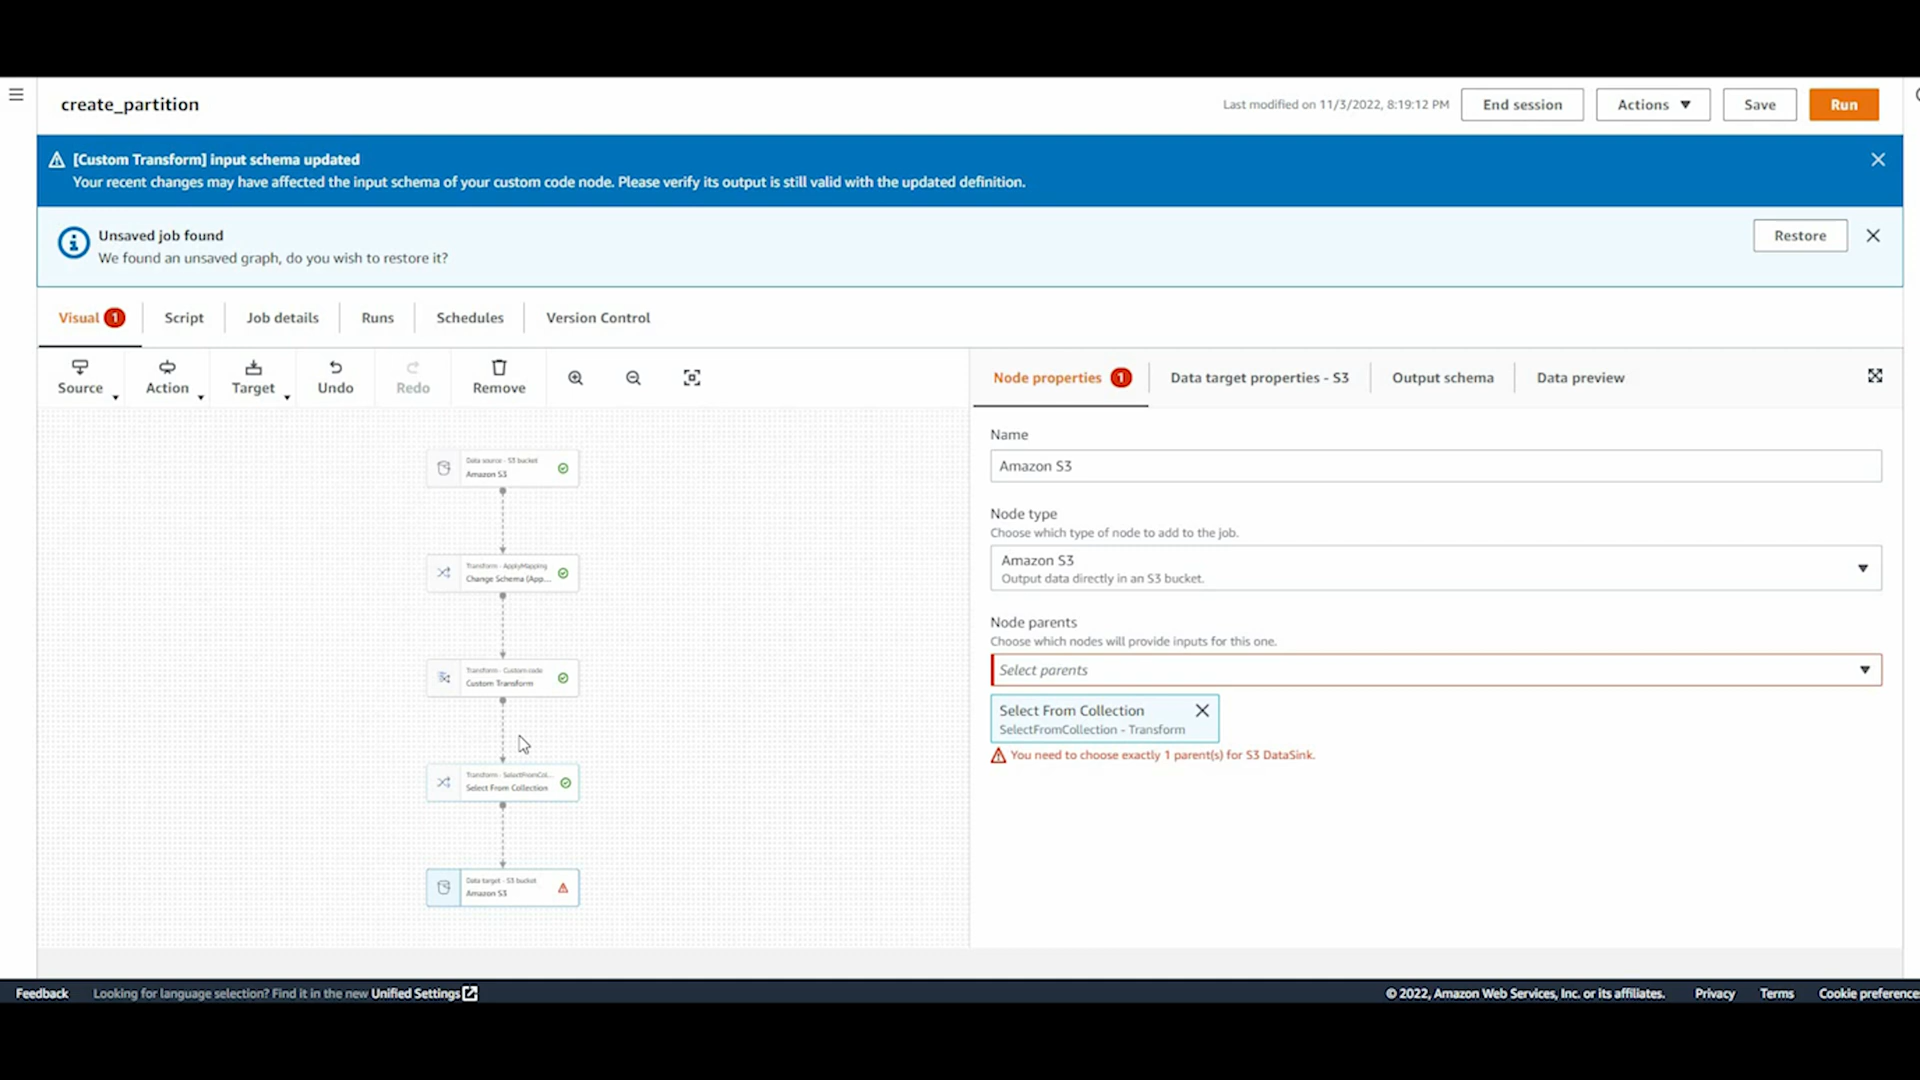 create_partition
Last modified on 11/3/2022, 8:19:12 PM
End session
Actions
Save
Run
[Custom Transform] input schema updated
Your recent changes may have affected the input schema of your custom code node. Please verify its output is still valid with the updated definition.
Unsaved job found
We found an unsaved graph, do you wish to restore it?
Restore
Visual 1
Script
Job details
Runs
Schedules
Version Control
Source
Action
Target
Undo
Redo
Remove
Node properties 1
Data target properties - S3
Output schema
Data preview
Data source - S3 bucket
Amazon S3
Transform - ApplyMapping
Change Schema (App...
Transform - Custom code
Custom Transform
Transform - SelectFromCol...
Select From Collection
Data target - S3 bucket
Amazon S3
Name
Amazon S3
Node type
Choose which type of node to add to the job.
Amazon S3
Output data directly in an S3 bucket.
Node parents
Choose which nodes will provide inputs for this one.
Select parents
Select From Collection
SelectFromCollection - Transform
You need to choose exactly 1 parent(s) for S3 DataSink.
Feedback
Looking for language selection? Find it in the new Unified Settings
© 2022, Amazon Web Services, Inc. or its affiliates.
Privacy
Terms
Cookie preference